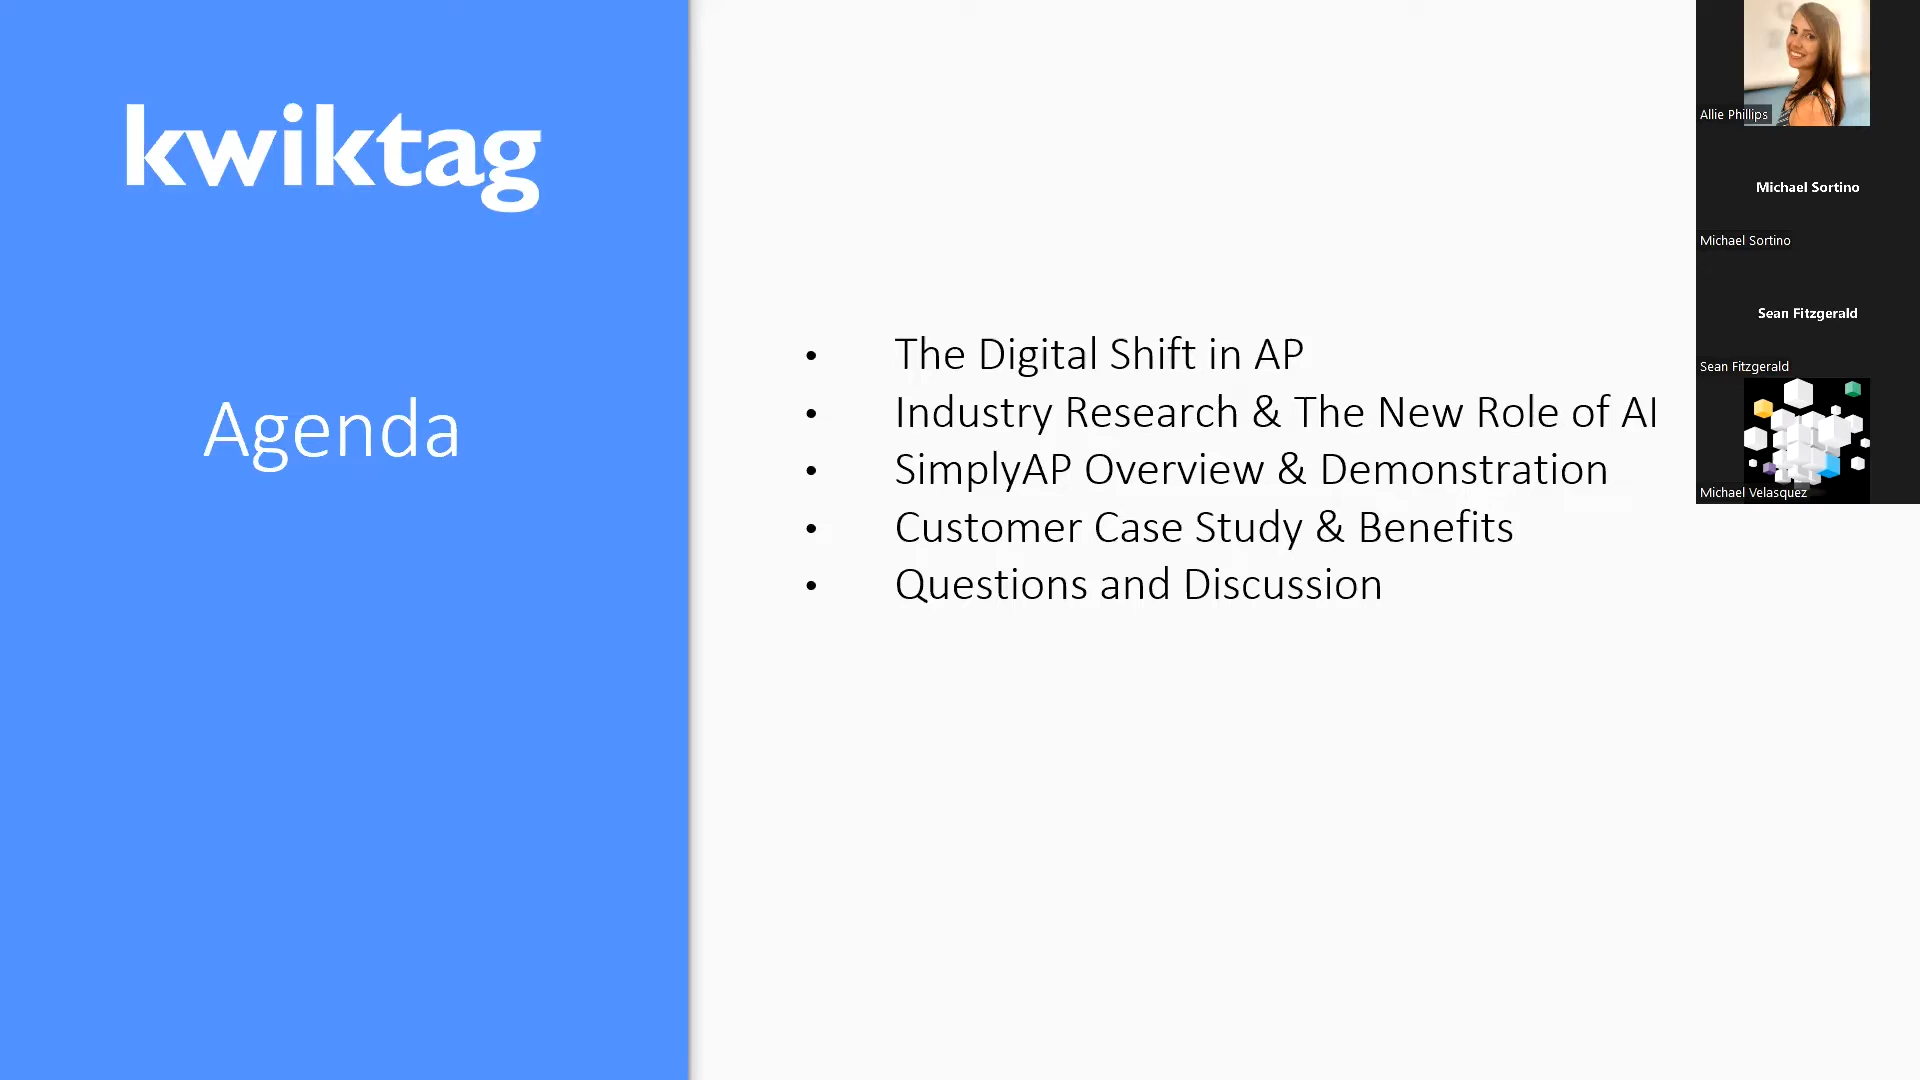 kwiktag
Agenda
• The Digital Shift in AP
• Industry Research & The New Role of AI
• SimplyAP Overview & Demonstration
• Customer Case Study & Benefits
• Questions and Discussion
Allie Phillips
Michael Sortino
Michael Sortino
Sean Fitzgerald
Sean Fitzgerald
Michael Velasquez